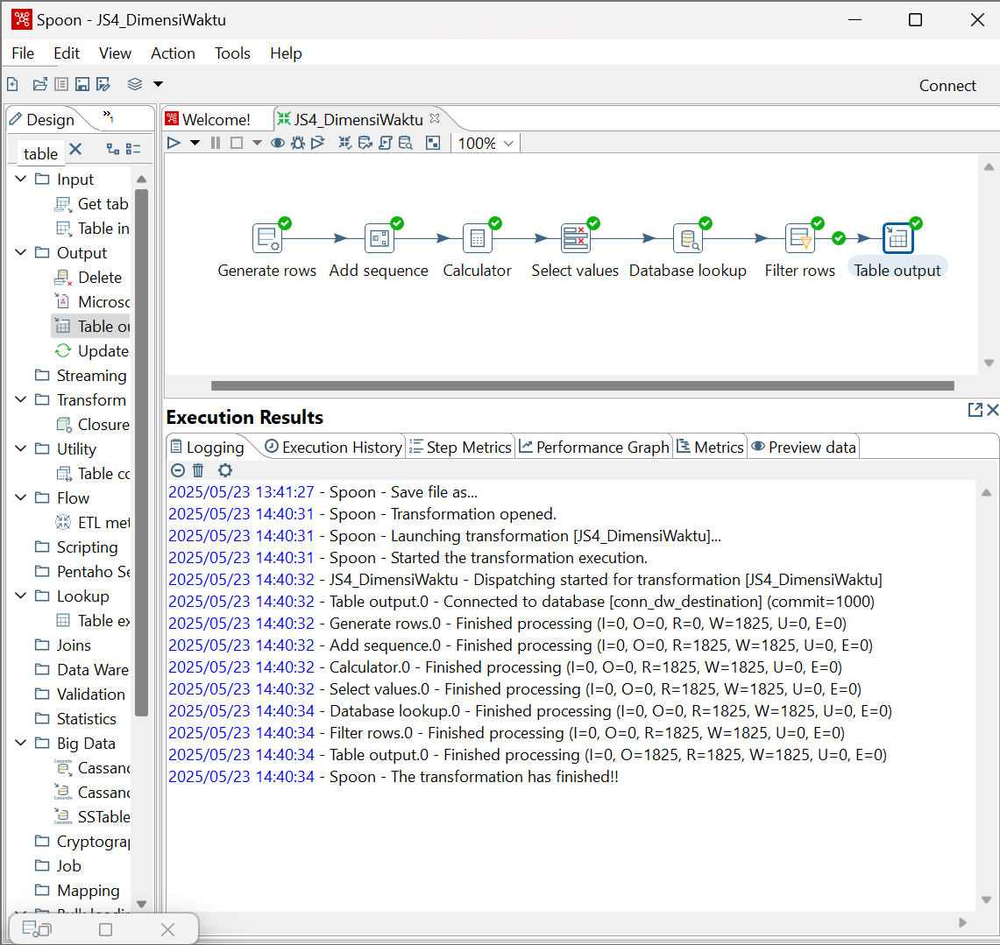 Spoon - JS4_DimensiWaktu
File Edit View Action Tools Help
Connect
Design
»1
table
Input
Get tab
Table in
Output
Delete
Microsc
Table ou
Update
Streaming
Transform
Closure
Utility
Table cc
Flow
ETL met
Scripting
Pentaho Se
Lookup
Table ex
Joins
Data Ware
Validation
Statistics
Big Data
Cassanc
Cassanc
SSTable
Cryptograp
Job
Mapping
Welcome!
JS4_DimensiWaktu
100%
Generate rows Add sequence Calculator Select values Database lookup Filter rows Table output
Execution Results
Logging Execution History Step Metrics Performance Graph Metrics Preview data
2025/05/23 13:41:27 - Spoon - Save file as...
2025/05/23 14:40:31 - Spoon - Transformation opened.
2025/05/23 14:40:31 - Spoon - Launching transformation [JS4_DimensiWaktu]...
2025/05/23 14:40:31 - Spoon - Started the transformation execution.
2025/05/23 14:40:32 - JS4_DimensiWaktu - Dispatching started for transformation [JS4_DimensiWaktu]
2025/05/23 14:40:32 - Table output.0 - Connected to database [conn_dw_destination] (commit=1000)
2025/05/23 14:40:32 - Generate rows.0 - Finished processing (I=0, O=0, R=0, W=1825, U=0, E=0)
2025/05/23 14:40:32 - Add sequence.0 - Finished processing (I=0, O=0, R=1825, W=1825, U=0, E=0)
2025/05/23 14:40:32 - Calculator.0 - Finished processing (I=0, O=0, R=1825, W=1825, U=0, E=0)
2025/05/23 14:40:32 - Select values.0 - Finished processing (I=0, O=0, R=1825, W=1825, U=0, E=0)
2025/05/23 14:40:34 - Database lookup.0 - Finished processing (I=0, O=0, R=1825, W=1825, U=0, E=0)
2025/05/23 14:40:34 - Filter rows.0 - Finished processing (I=0, O=0, R=1825, W=1825, U=0, E=0)
2025/05/23 14:40:34 - Table output.0 - Finished processing (I=0, O=1825, R=1825, W=1825, U=0, E=0)
2025/05/23 14:40:34 - Spoon - The transformation has finished!!